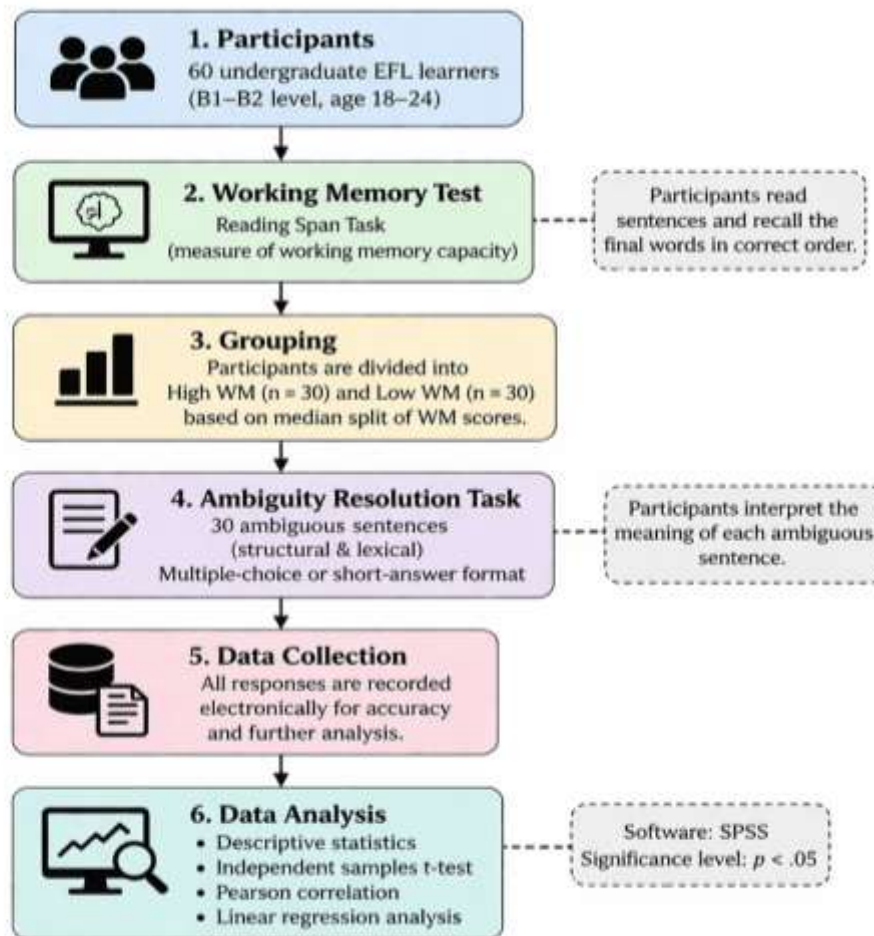 1. Participants
60 undergraduate EFL learners
(B1–B2 level, age 18–24)
2. Working Memory Test
Reading Span Task
(measure of working memory capacity)
Participants read
sentences and recall the
final words in correct order.
3. Grouping
Participants are divided into
High WM (n = 30) and Low WM (n = 30)
based on median split of WM scores.
4. Ambiguity Resolution Task
30 ambiguous sentences
(structural & lexical)
Multiple-choice or short-answer format
Participants interpret the
meaning of each ambiguous
sentence.
5. Data Collection
All responses are recorded
electronically for accuracy
and further analysis.
6. Data Analysis
• Descriptive statistics
• Independent samples t-test
• Pearson correlation
• Linear regression analysis
Software: SPSS
Significance level: p < .05